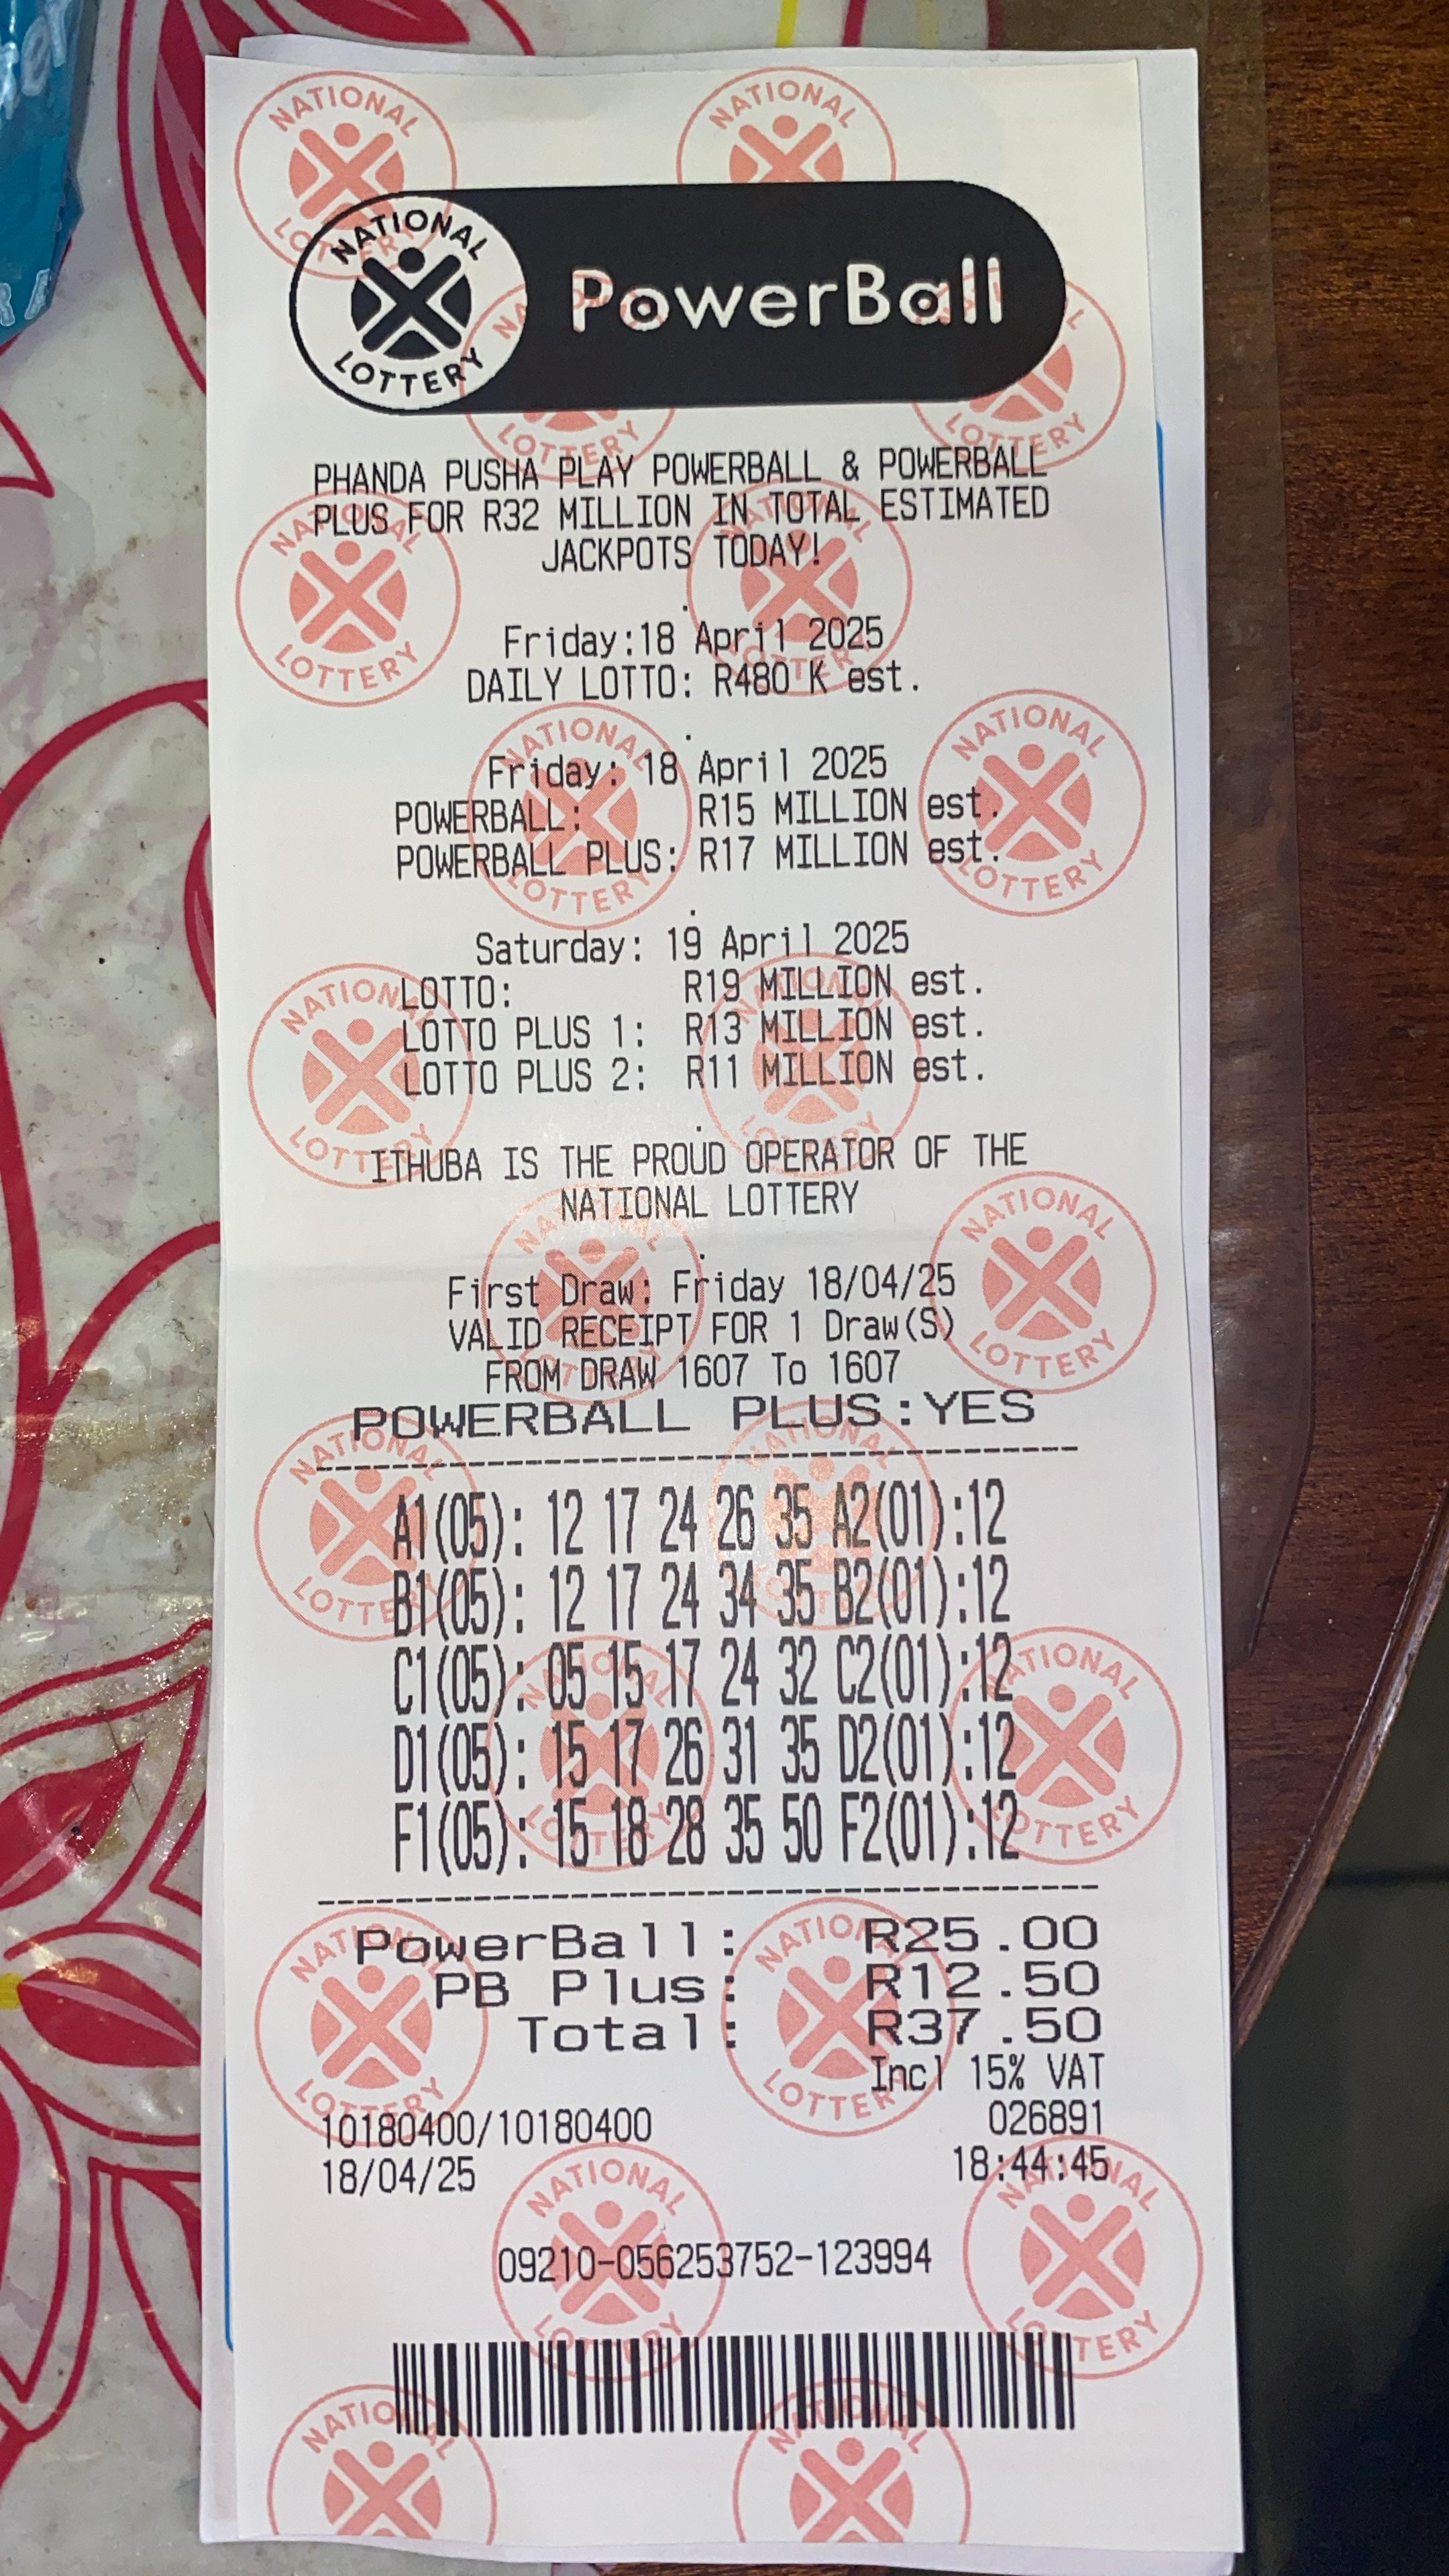 NATIONAL LOTTERY
PowerBall
PHANDA PUSHA PLAY POWERBALL & POWERBALL
PLUS FOR R32 MILLION IN TOTAL ESTIMATED
JACKPOTS TODAY!
.
Friday:18 April 2025
DAILY LOTTO: R480 K est.
.
Friday: 18 April 2025
POWERBALL: R15 MILLION est.
POWERBALL PLUS: R17 MILLION est.
.
Saturday: 19 April 2025
LOTTO: R19 MILLION est.
LOTTO PLUS 1: R13 MILLION est.
LOTTO PLUS 2: R11 MILLION est.
.
ITHUBA IS THE PROUD OPERATOR OF THE
NATIONAL LOTTERY
.
First Draw: Friday 18/04/25
VALID RECEIPT FOR 1 Draw(S)
FROM DRAW 1607 To 1607
POWERBALL PLUS:YES
A1(05): 12 17 24 26 35 A2(01):12
B1(05): 12 17 24 34 35 B2(01):12
C1(05): 05 15 17 24 32 C2(01):12
D1(05): 15 17 26 31 35 D2(01):12
F1(05): 15 18 28 35 50 F2(01):12
PowerBall: R25.00
PB Plus: R12.50
Total: R37.50
Incl 15% VAT
10180400/10180400 026891
18/04/25 18:44:45
09210-056253752-123994